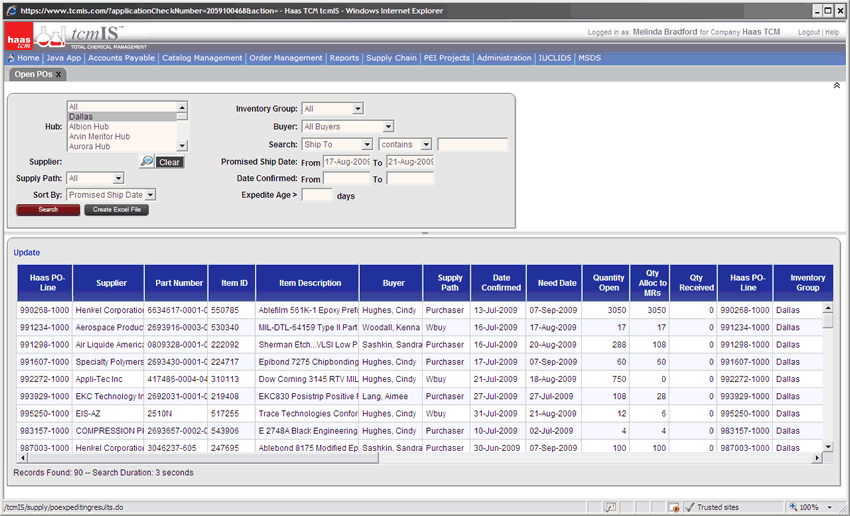 https://www.tcmis.com/?applicationCheckNumber=2059100468&action= - Haas TCM tcmIS - Windows Internet Explorer
haas tcm tcmIS™
TOTAL CHEMICAL MANAGEMENT
Logged in as: Melinda Bradford for Company Haas TCM Logout | Help
Home | Java App | Accounts Payable | Catalog Management | Order Management | Reports | Supply Chain | PEI Projects | Administration | IUCLIDS | MSDS
Open POs X
Hub: All
Dallas
Albion Hub
Arvin Meritor Hub
Aurora Hub
Inventory Group: All
Buyer: All Buyers
Search: Ship To contains
Supplier: Clear
Promised Ship Date: From 17-Aug-2009 To 21-Aug-2009
Supply Path: All
Date Confirmed: From To
Sort By: Promised Ship Date
Expedite Age > days
Search Create Excel File
Update
Haas PO-Line Supplier Part Number Item ID Item Description Buyer Supply Path Date Confirmed Need Date Quantity Open Qty Alloc to MRs Qty Received Haas PO-Line Inventory Group
990268-1000 Henkel Corporatio 6634617-0001-0 550785 Ablefilm 561K-1 Epoxy Prefo Hughes, Cindy Purchaser 13-Jul-2009 07-Sep-2009 3050 3050 0 990268-1000 Dallas
991234-1000 Aerospace Produc 2693916-0003-0 530340 MIL-DTL-64159 Type II Part Woodall, Kenna Wbuy 16-Jul-2009 17-Aug-2009 17 17 0 991234-1000 Dallas
991298-1000 Air Liquide America 0809328-0001-0 222092 Sherman Etch...VLSI Low P Sashkin, Sandra Purchaser 16-Jul-2009 20-Aug-2009 288 108 0 991298-1000 Dallas
991607-1000 Specialty Polymers 2693430-0001-0 224717 Epibond 7275 Chipbonding Hughes, Cindy Purchaser 17-Jul-2009 07-Sep-2009 60 60 0 991607-1000 Dallas
992272-1000 Appli-Tec Inc 417486-0004-04 310113 Dow Corning 3145 RTV MIL Hughes, Cindy Wbuy 21-Jul-2009 18-Aug-2009 750 0 0 992272-1000 Dallas
993929-1000 EKC Technology In 2692031-0001-0 219408 EKC830 Posistrip Positive F Lang, Aimee Purchaser 27-Jul-2009 27-Jul-2009 108 28 0 993929-1000 Dallas
995250-1000 EIS-AZ 2510N 517255 Trace Technologies Confor Hughes, Cindy Wbuy 31-Jul-2009 21-Aug-2009 12 6 0 995250-1000 Dallas
983157-1000 COMPRESSION P 2693657-0002-0 543906 E 2748A Black Engineering Hughes, Cindy Purchaser 10-Jul-2009 02-Jul-2009 4 4 0 983157-1000 Dallas
987003-1000 3046237-605 247695 Ablebond 8175 Modified Ep Sashkin, Sandra Purchaser 30-Jun-2009 07-Sep-2009 100 100 0 987003-1000 Dallas
Records Found: 90 -- Search Duration: 3 seconds
/tcmIS/supply/poexpeditingresults.do Trusted sites 100%